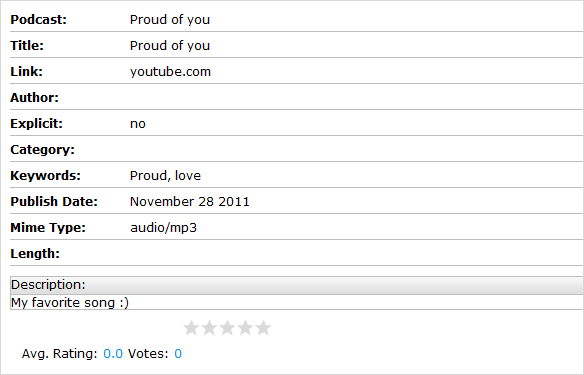 Podcast: Proud of you
Title: Proud of you
Link: youtube.com
Author:
Explicit: no
Category:
Keywords: Proud, love
Publish Date: November 28 2011
Mime Type: audio/mp3
Length:
Description:
My favorite song :)
Avg. Rating: 0.0 Votes: 0